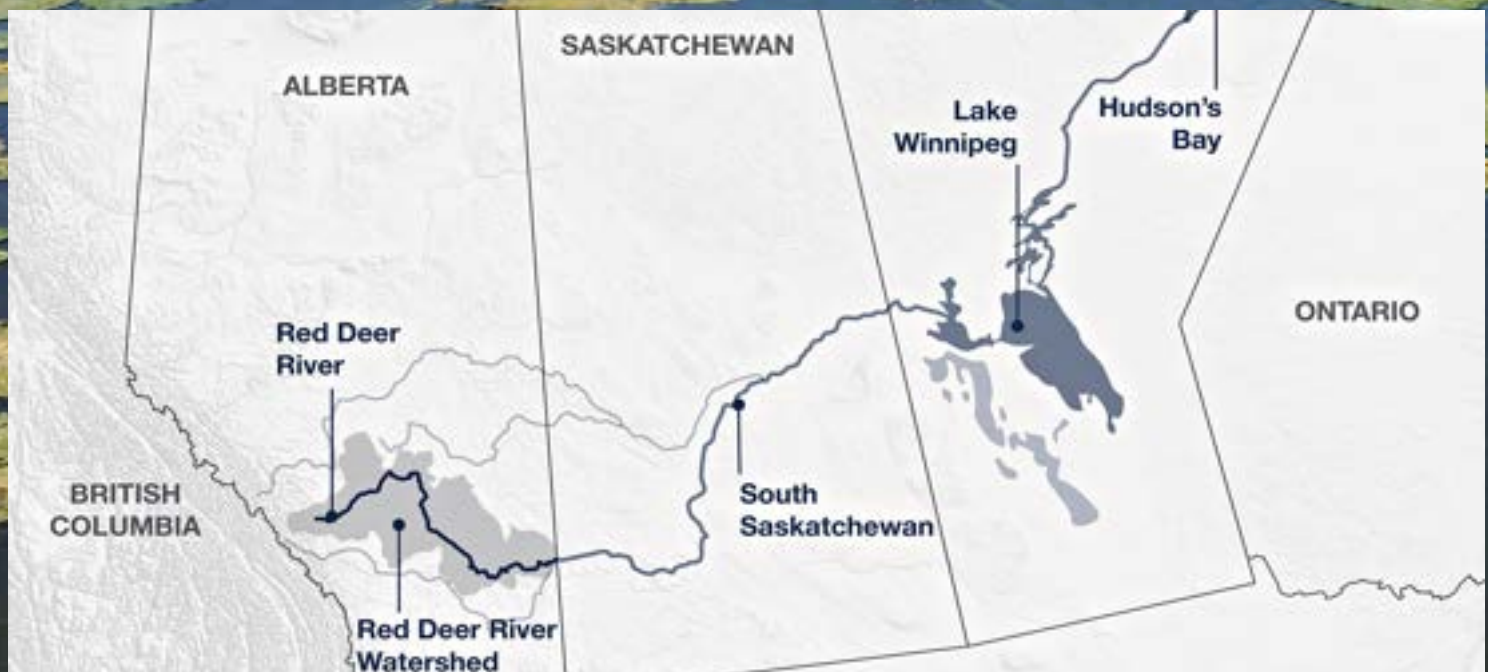 SASKATCHEWAN
ALBERTA
Lake
Winnipeg
Hudson's
Bay
ONTARIO
Red Deer
River
BRITISH
COLUMBIA
South
Saskatchewan
Red Deer River
Watershed